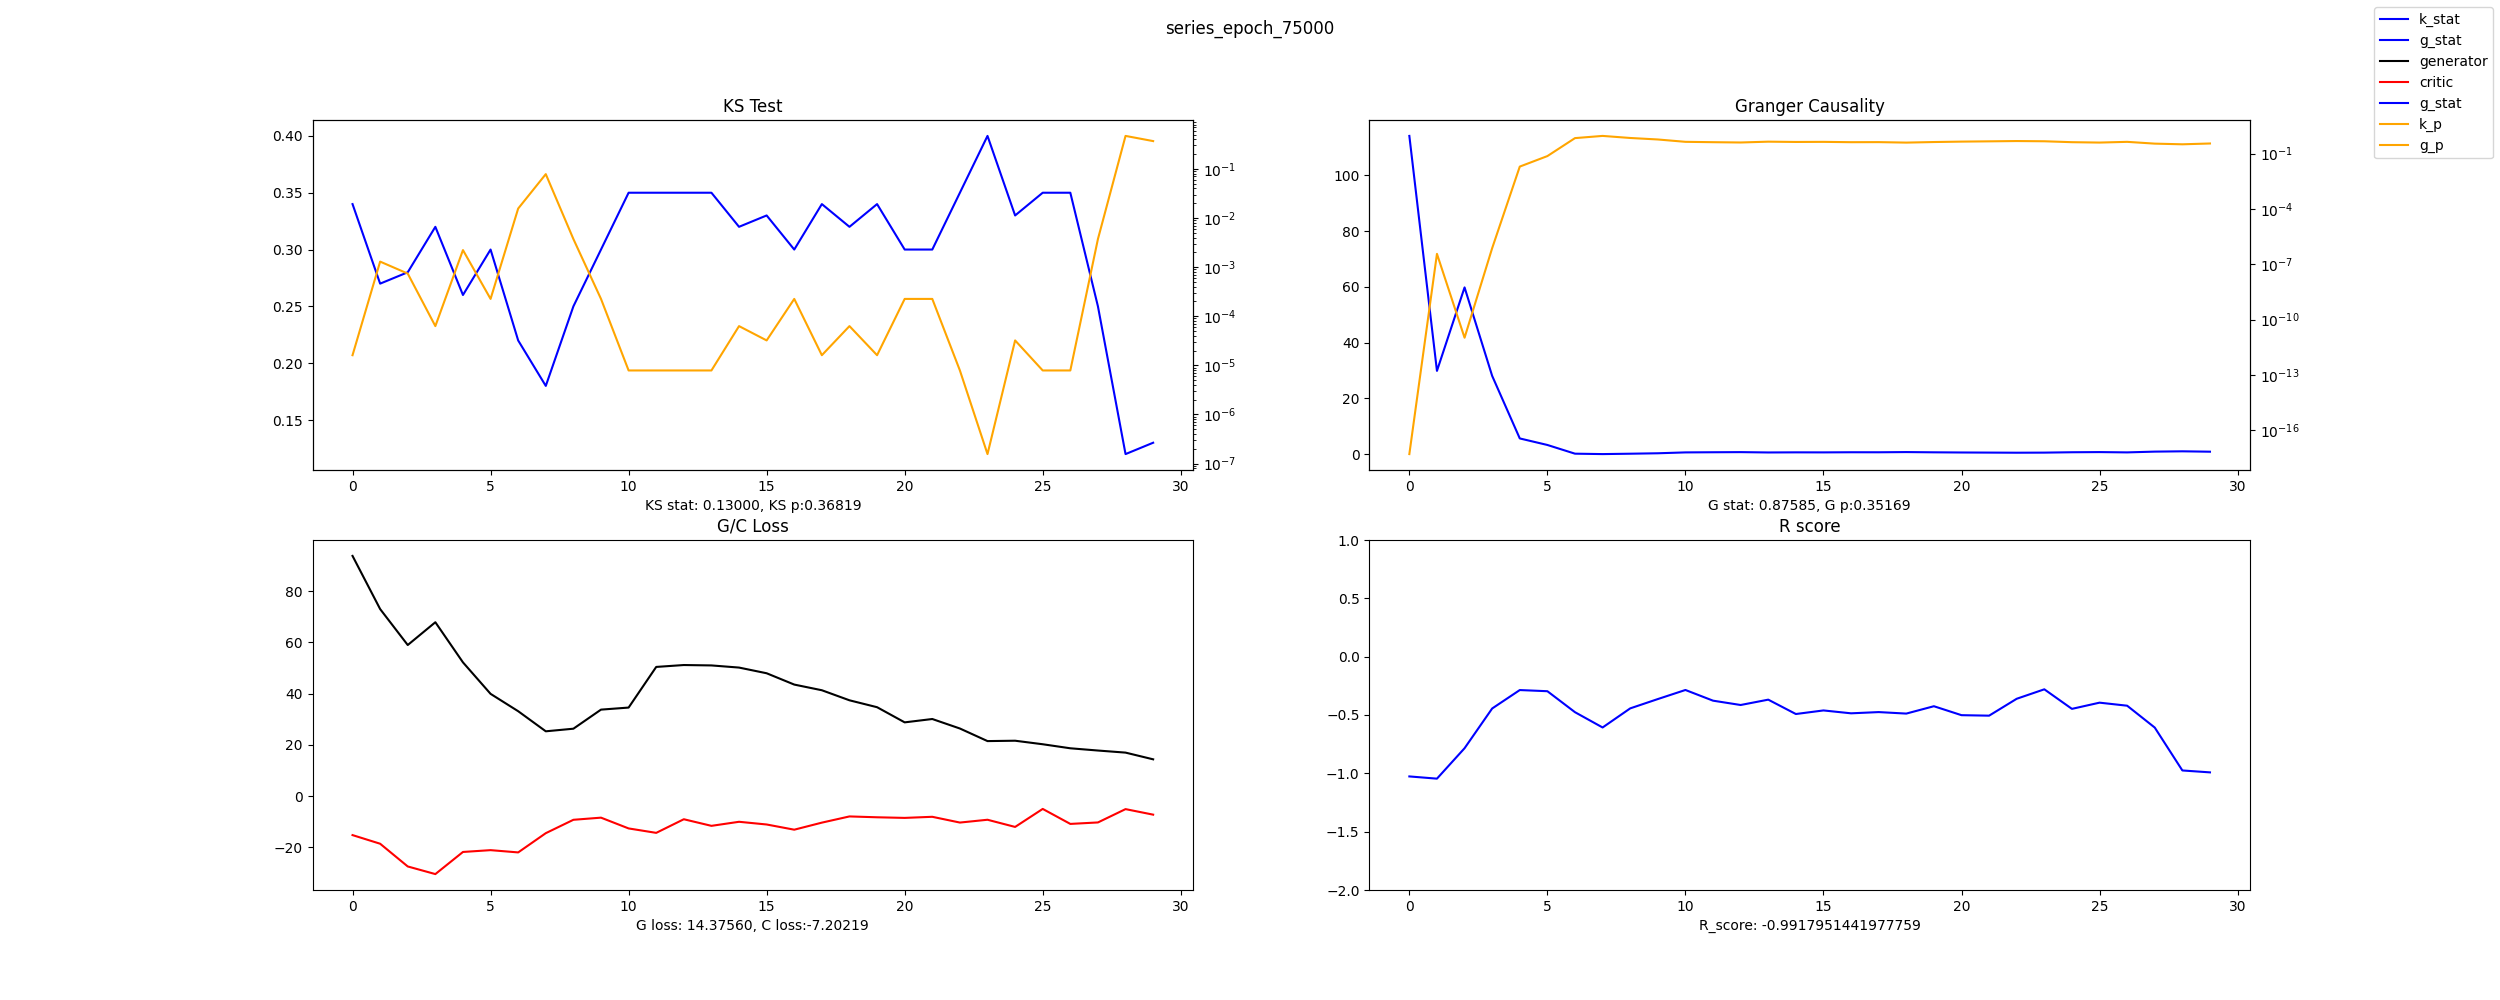 series_epoch_75000
k_stat
g_stat
generator
critic
g_stat
k_p
g_p
KS Test
0.40
0.35
0.30
0.25
0.20
0.15
10⁻¹
10⁻²
10⁻³
10⁻⁴
10⁻⁵
10⁻⁶
10⁻⁷
0 5 10 15 20 25 30
KS stat: 0.13000, KS p:0.36819
Granger Causality
100
80
60
40
20
0
10⁻¹
10⁻⁴
10⁻⁷
10⁻¹⁰
10⁻¹³
10⁻¹⁶
0 5 10 15 20 25 30
G stat: 0.87585, G p:0.35169
G/C Loss
80
60
40
20
0
−20
0 5 10 15 20 25 30
G loss: 14.37560, C loss:-7.20219
R score
1.0
0.5
0.0
−0.5
−1.0
−1.5
−2.0
0 5 10 15 20 25 30
R_score: -0.9917951441977759